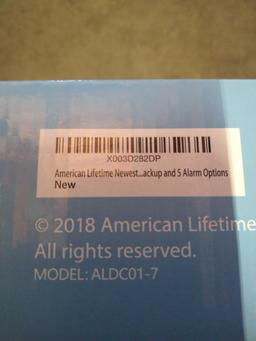 X003D282DP
American Lifetime Newest...ackup and 5 Alarm Options
New
© 2018 American Lifetime
All rights reserved.
MODEL: ALDC01-7